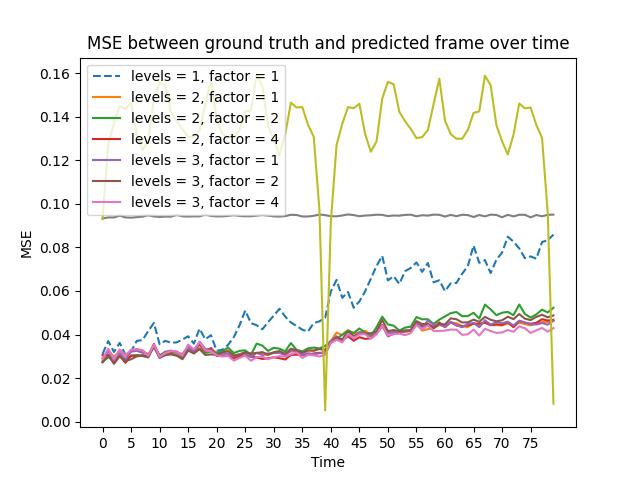 MSE between ground truth and predicted frame over time
0.16
0.14
0.12
0.10
0.08
0.06
0.04
0.02
0.00
MSE
levels = 1, factor = 1
levels = 2, factor = 1
levels = 2, factor = 2
levels = 2, factor = 4
levels = 3, factor = 1
levels = 3, factor = 2
levels = 3, factor = 4
0 5 10 15 20 25 30 35 40 45 50 55 60 65 70 75
Time